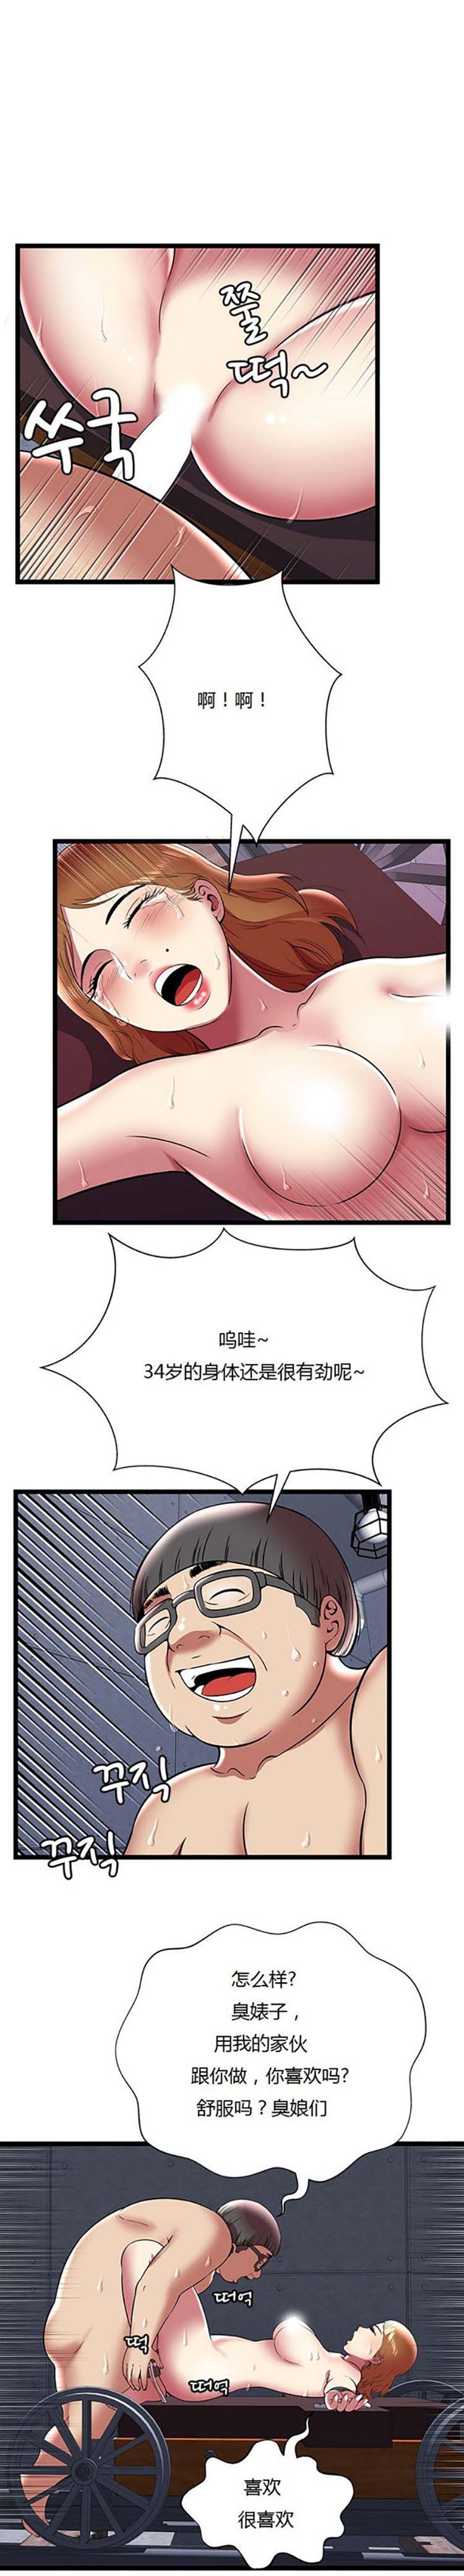 쯀
떡~
쑤국
啊！啊！
呜哇~
34岁的身体还是很有劲呢~
꾸직
꾸직
怎么样?
臭婊子，
用我的家伙
跟你做，你喜欢吗?
舒服吗？臭娘们
떠억
떡
떠억
喜欢
很喜欢